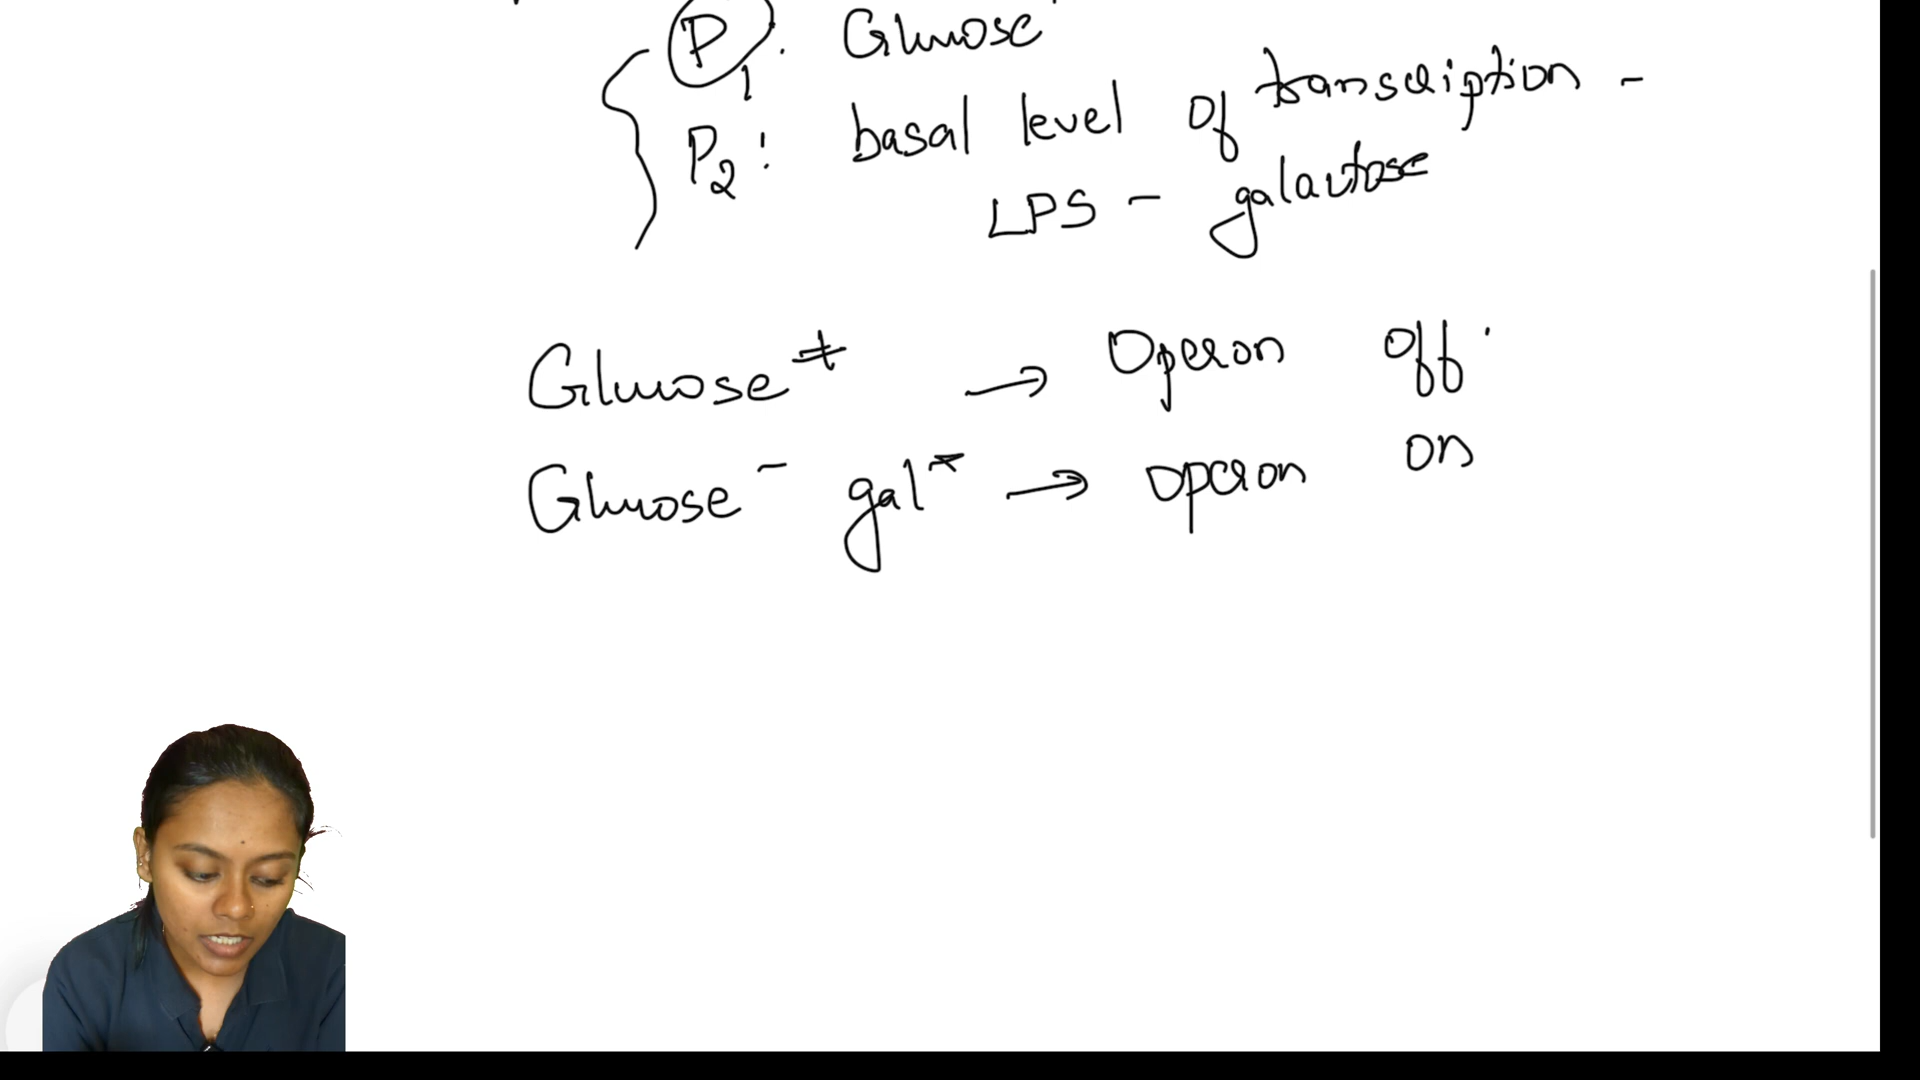 P1: Glucose
P2: basal level of transcription -
LPS - galactose
Glucose+ → Operon off.
Glucose- gal+ → operon on